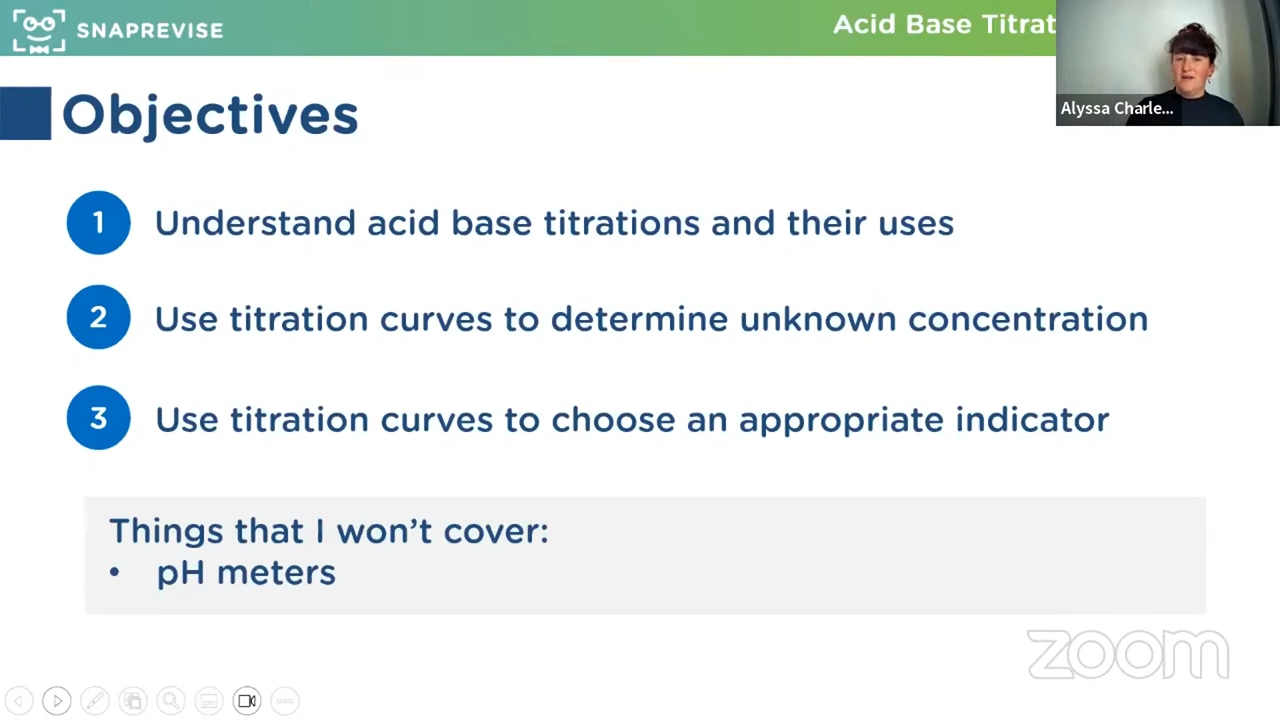 SNAPREVISE
Acid Base Titrat
Alyssa Charle...
Objectives
1 Understand acid base titrations and their uses
2 Use titration curves to determine unknown concentration
3 Use titration curves to choose an appropriate indicator
Things that I won't cover:
• pH meters
zoom